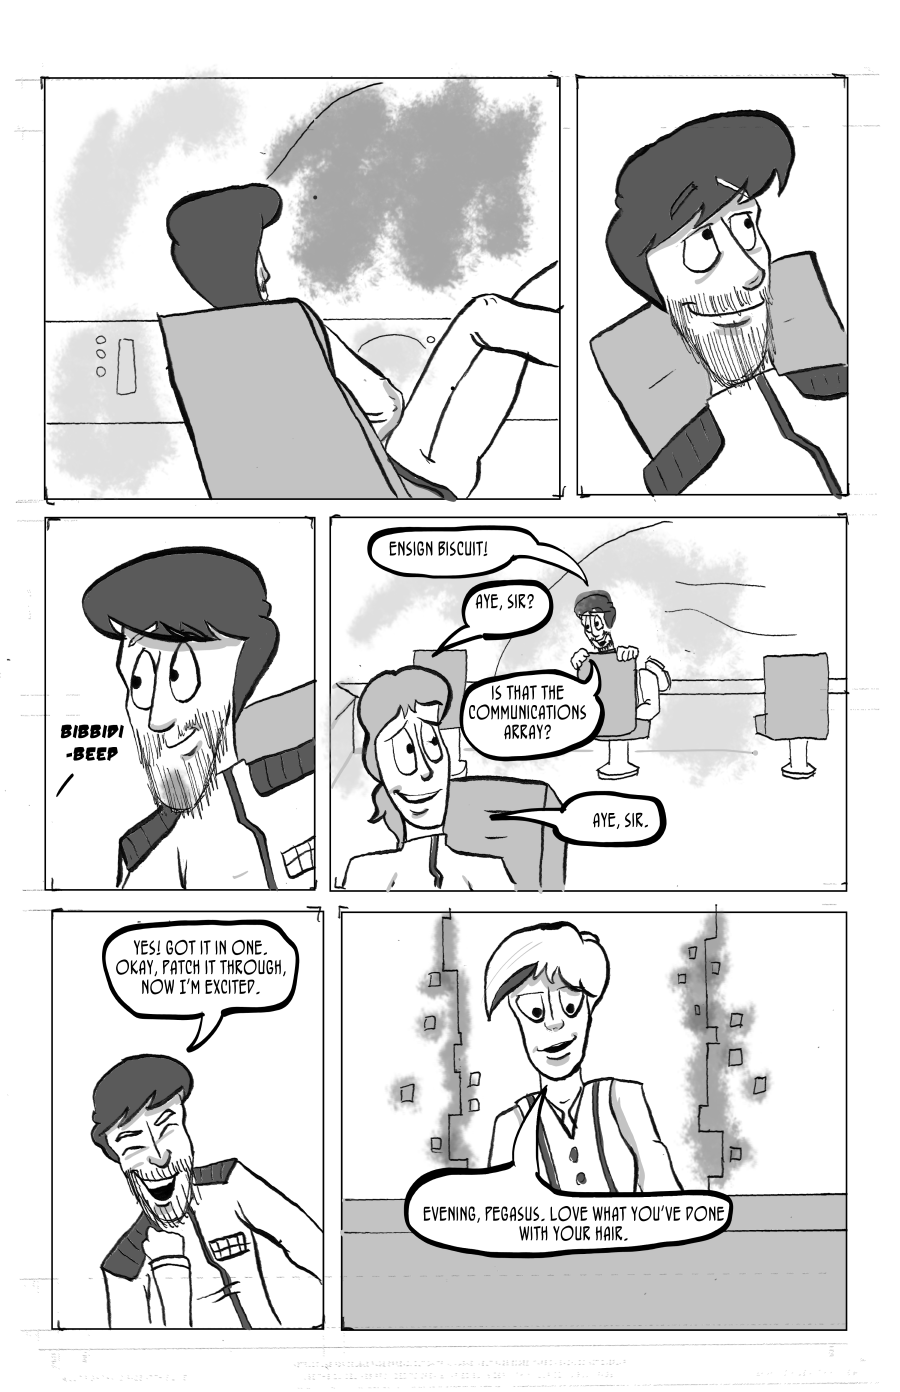 BIBBIDI
-BEEP
ENSIGN BISCUIT!
AYE, SIR?
IS THAT THE
COMMUNICATIONS
ARRAY?
AYE, SIR.
YES! GOT IT IN ONE.
OKAY, PATCH IT THROUGH,
NOW I'M EXCITED.
EVENING, PEGASUS. LOVE WHAT YOU'VE DONE
WITH YOUR HAIR.